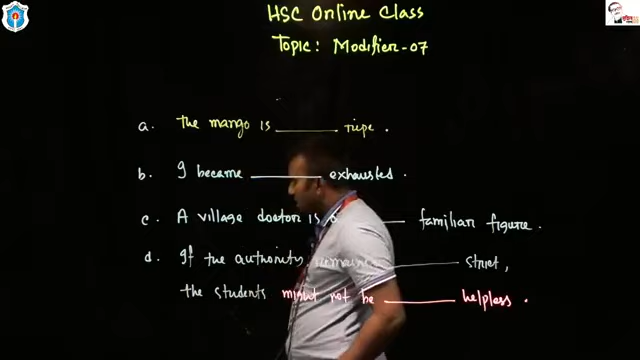 HSC Online Class
Topic: Modifier-07
a. The mango is ______ ripe.
b. I became ______ exhausted.
c. A village doctor is a ______ familiar figure.
d. If the authority remains ______ strict,
the students might not be ______ helpless.